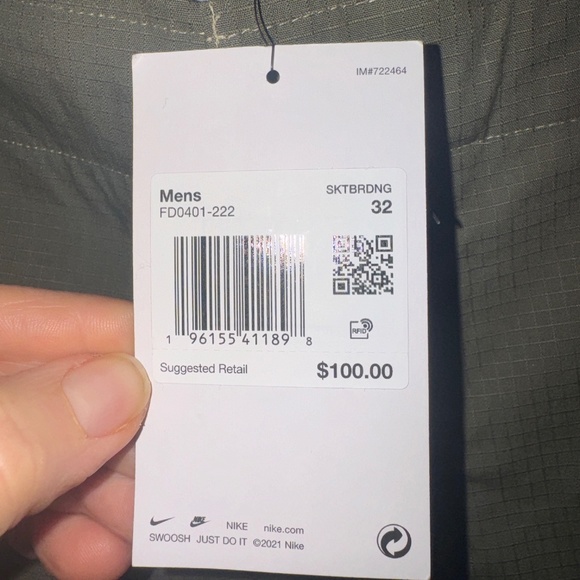 IM#722464
Mens SKTBRDNG
FD0401-222 32
1 96155 41189 8
RFID
Suggested Retail $100.00
NIKE nike.com
SWOOSH JUST DO IT ©2021 Nike